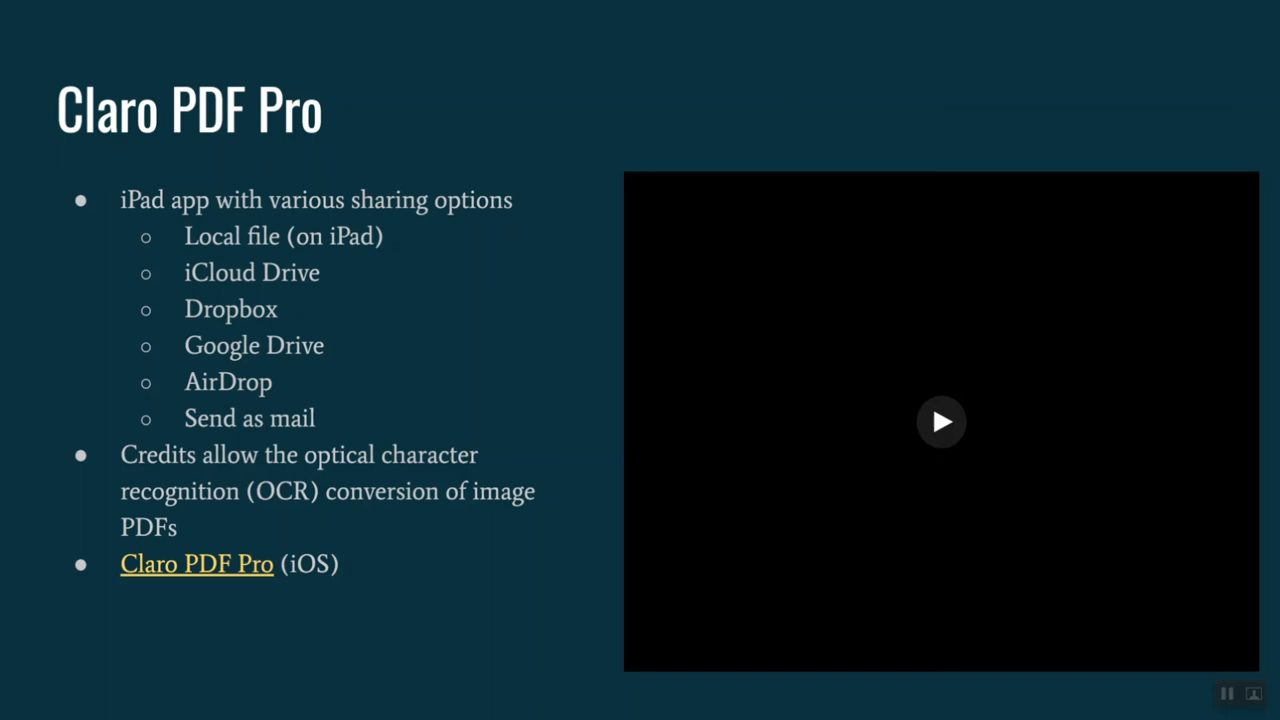 Claro PDF Pro
● iPad app with various sharing options
○ Local file (on iPad)
○ iCloud Drive
○ Dropbox
○ Google Drive
○ AirDrop
○ Send as mail
● Credits allow the optical character
recognition (OCR) conversion of image
PDFs
● Claro PDF Pro (iOS)